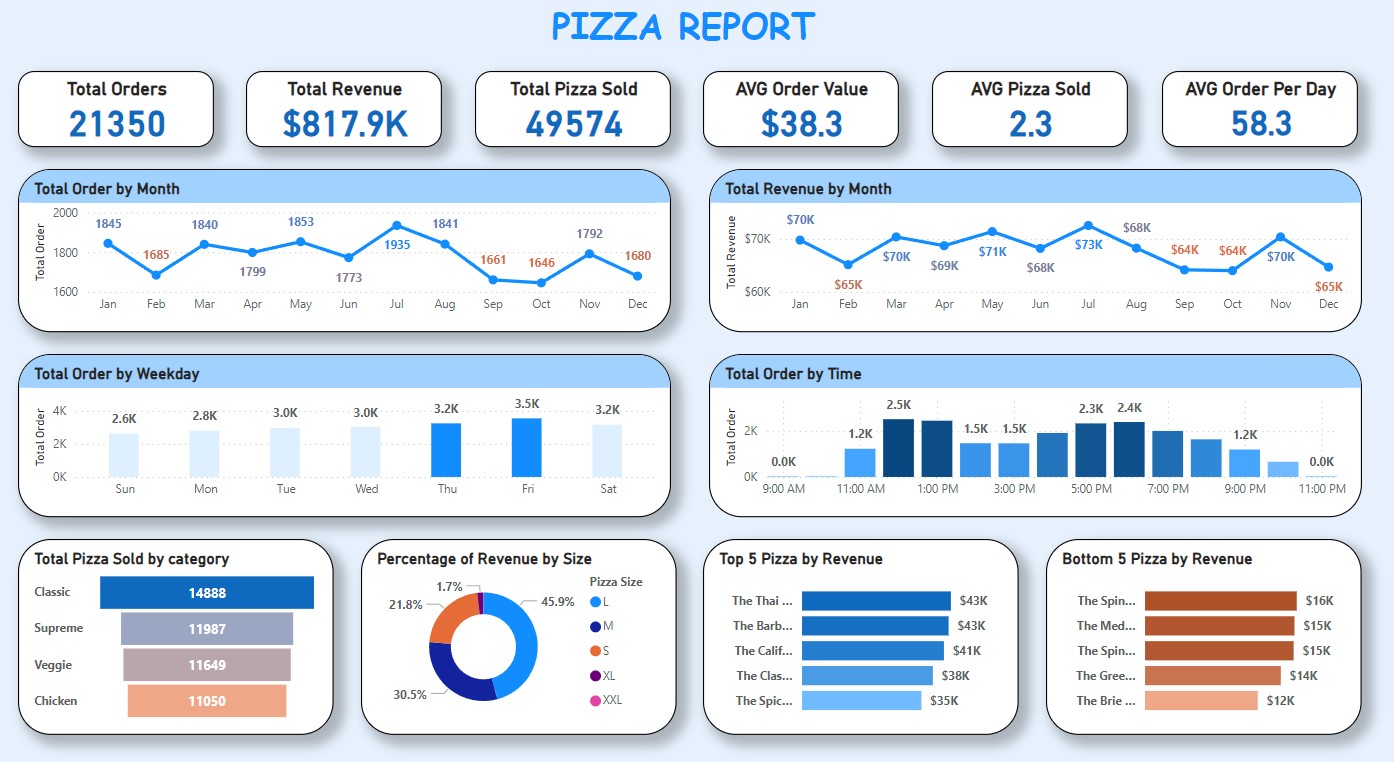 PIZZA REPORT
Total Orders
21350
Total Revenue
$817.9K
Total Pizza Sold
49574
AVG Order Value
$38.3
AVG Pizza Sold
2.3
AVG Order Per Day
58.3
Total Order by Month
Total Order
2000
1800
1600
1845
1685
1840
1799
1853
1773
1935
1841
1661
1646
1792
1680
Jan Feb Mar Apr May Jun Jul Aug Sep Oct Nov Dec
Total Revenue by Month
Total Revenue
$70K
$60K
$70K
$65K
$70K
$69K
$71K
$68K
$73K
$68K
$64K
$64K
$70K
$65K
Jan Feb Mar Apr May Jun Jul Aug Sep Oct Nov Dec
Total Order by Weekday
Total Order
4K
2K
0K
2.6K 2.8K 3.0K 3.0K 3.2K 3.5K 3.2K
Sun Mon Tue Wed Thu Fri Sat
Total Order by Time
Total Order
2K
0K
0.0K 1.2K 2.5K 1.5K 1.5K 2.3K 2.4K 1.2K 0.0K
9:00 AM 11:00 AM 1:00 PM 3:00 PM 5:00 PM 7:00 PM 9:00 PM 11:00 PM
Total Pizza Sold by category
Classic 14888
Supreme 11987
Veggie 11649
Chicken 11050
Percentage of Revenue by Size
45.9%
30.5%
21.8%
1.7%
Pizza Size
L
M
S
XL
XXL
Top 5 Pizza by Revenue
The Thai ... $43K
The Barb... $43K
The Calif... $41K
The Clas... $38K
The Spic... $35K
Bottom 5 Pizza by Revenue
The Spin... $16K
The Med... $15K
The Spin... $15K
The Gree... $14K
The Brie ... $12K